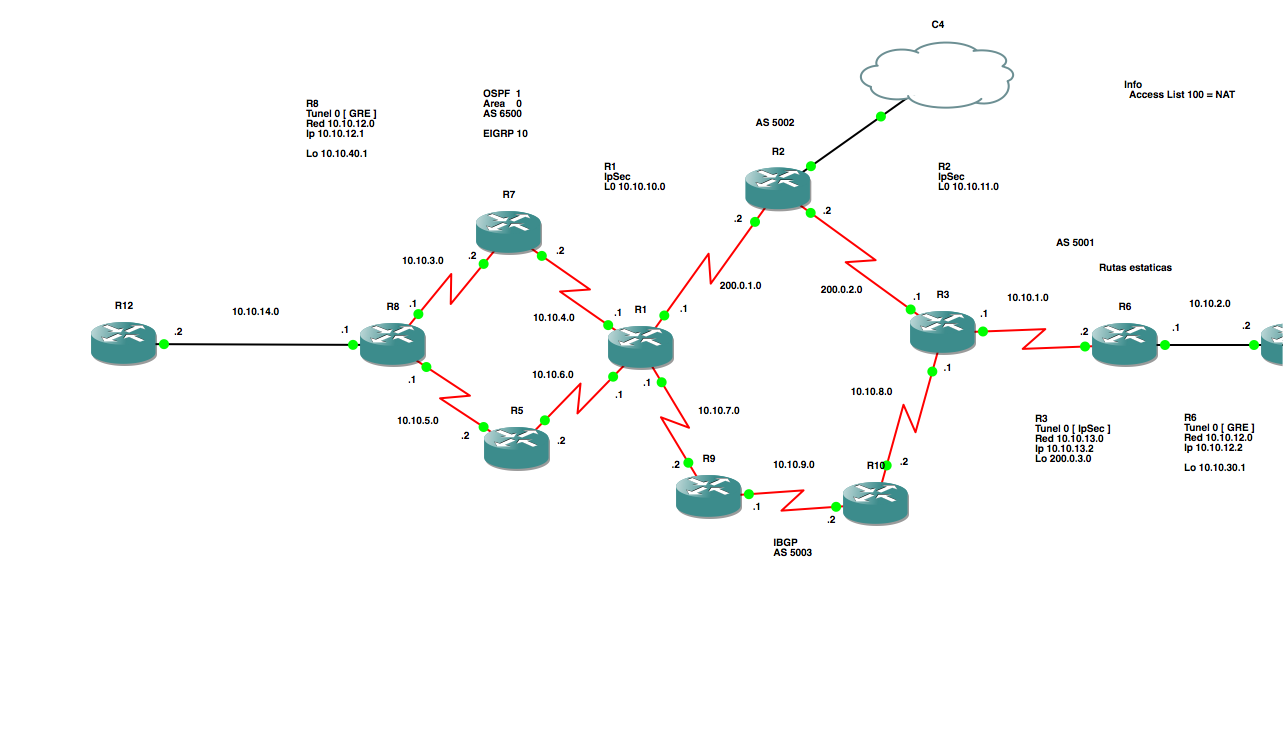 C4
Info
Access List 100 = NAT
R8
Tunel 0 [ GRE ]
Red 10.10.12.0
Ip 10.10.12.1
Lo 10.10.40.1
OSPF 1
Area 0
AS 6500
EIGRP 10
AS 5002
R2
R1
IpSec
L0 10.10.10.0
R2
IpSec
L0 10.10.11.0
R7
.2
.2
.2
.2
10.10.3.0
.1
10.10.4.0
.1
200.0.1.0
.1
200.0.2.0
.1
AS 5001
Rutas estaticas
R12
.2
10.10.14.0
.1
R8
R1
R3
.1
10.10.1.0
.2
R6
.1
10.10.2.0
.2
.1
10.10.5.0
.2
R5
.2
10.10.6.0
.1
.1
10.10.7.0
.2
R9
.1
10.10.9.0
.2
R10
.2
10.10.8.0
.1
R3
Tunel 0 [ IpSec ]
Red 10.10.13.0
Ip 10.10.13.2
Lo 200.0.3.0
R6
Tunel 0 [ GRE ]
Red 10.10.12.0
Ip 10.10.12.2
Lo 10.10.30.1
IBGP
AS 5003